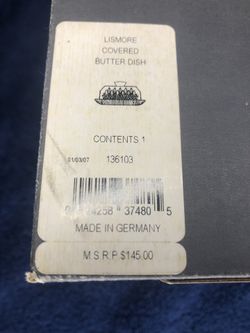 LISMORE
COVERED
BUTTER DISH
CONTENTS 1
01/03/07 136103
37480 5
MADE IN GERMANY
M.S.R.P $145.00